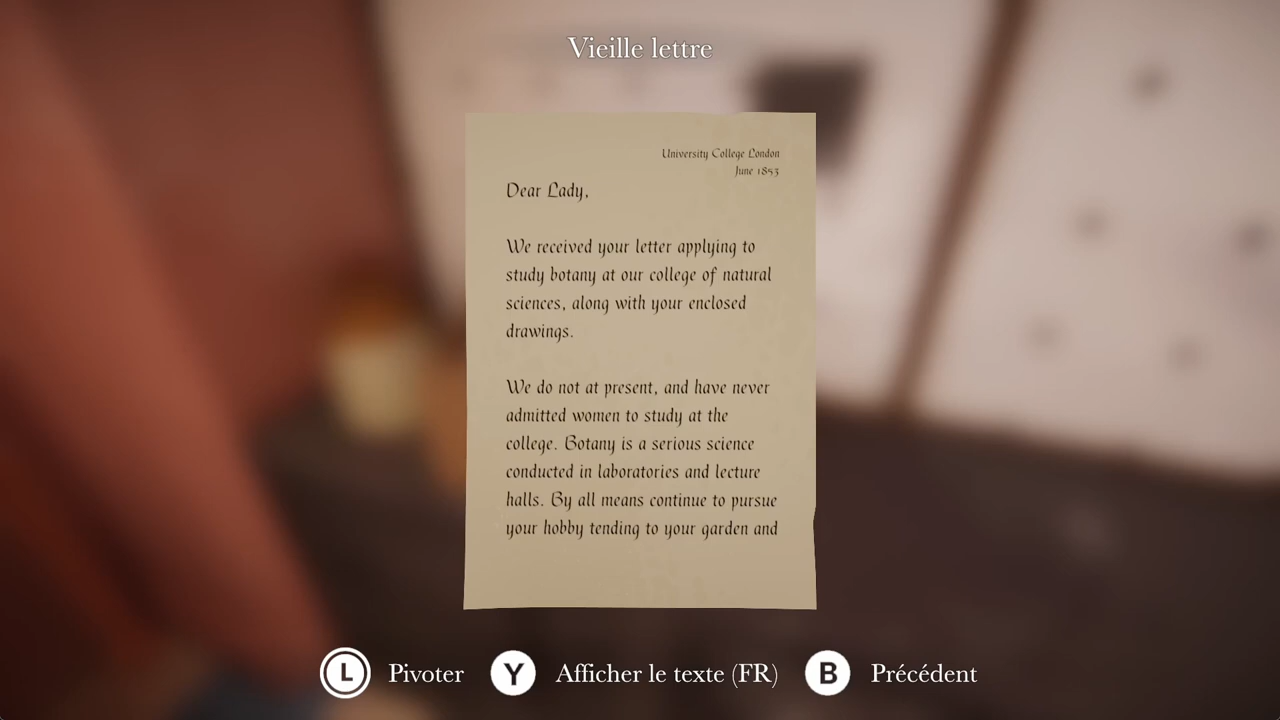 Vieille lettre
University College London
June 1853
Dear Lady,
We received your letter applying to
study botany at our college of natural
sciences, along with your enclosed
drawings.
We do not at present, and have never
admitted women to study at the
college. Botany is a serious science
conducted in laboratories and lecture
halls. By all means continue to pursue
your hobby tending to your garden and
L Pivoter Y Afficher le texte (FR) B Précédent